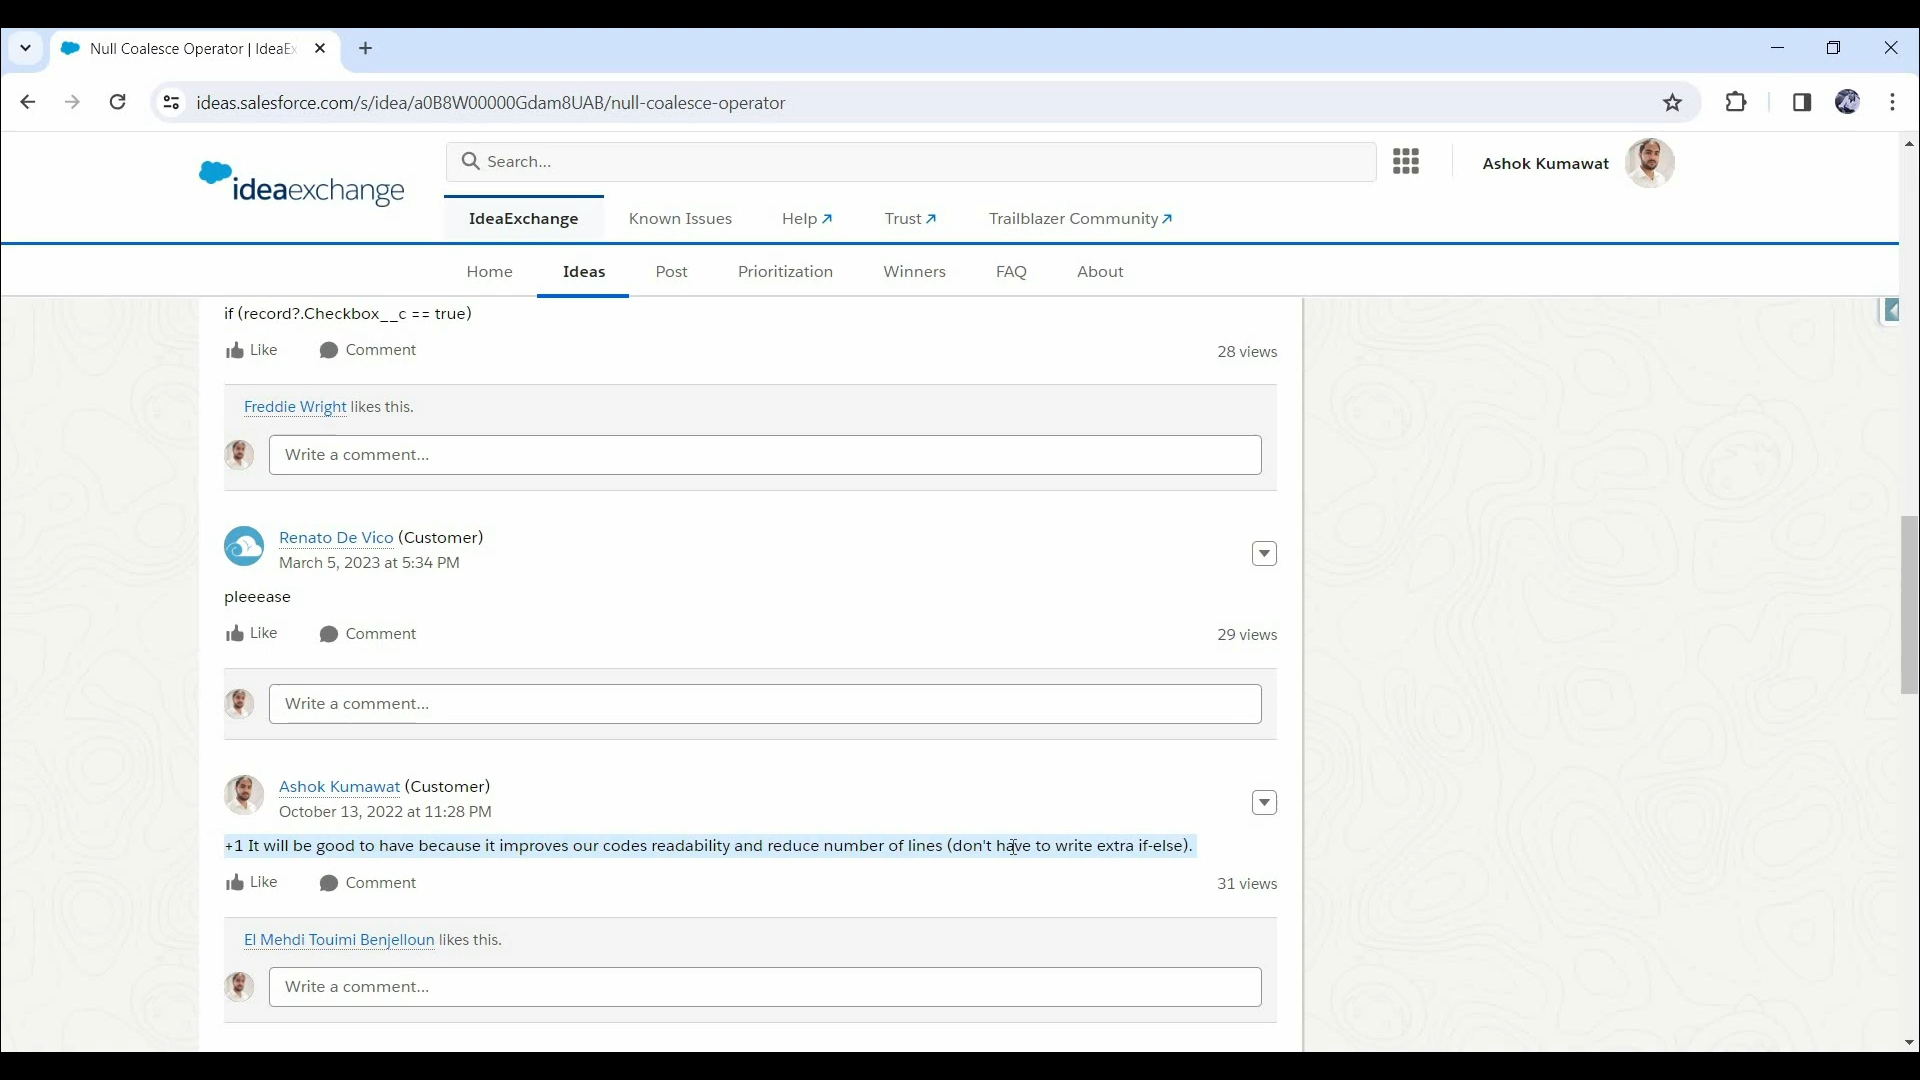 Null Coalesce Operator | IdeaEx
ideas.salesforce.com/s/idea/a0B8W00000Gdam8UAB/null-coalesce-operator
ideaexchange
Search...
Ashok Kumawat
IdeaExchange Known Issues Help Trust Trailblazer Community
Home Ideas Post Prioritization Winners FAQ About
if (record?.Checkbox__c == true)
Like Comment 28 views
Freddie Wright likes this.
Write a comment...
Renato De Vico (Customer)
March 5, 2023 at 5:34 PM
pleeease
Like Comment 29 views
Write a comment...
Ashok Kumawat (Customer)
October 13, 2022 at 11:28 PM
+1 It will be good to have because it improves our codes readability and reduce number of lines (don't have to write extra if-else).
Like Comment 31 views
El Mehdi Touimi Benjelloun likes this.
Write a comment...